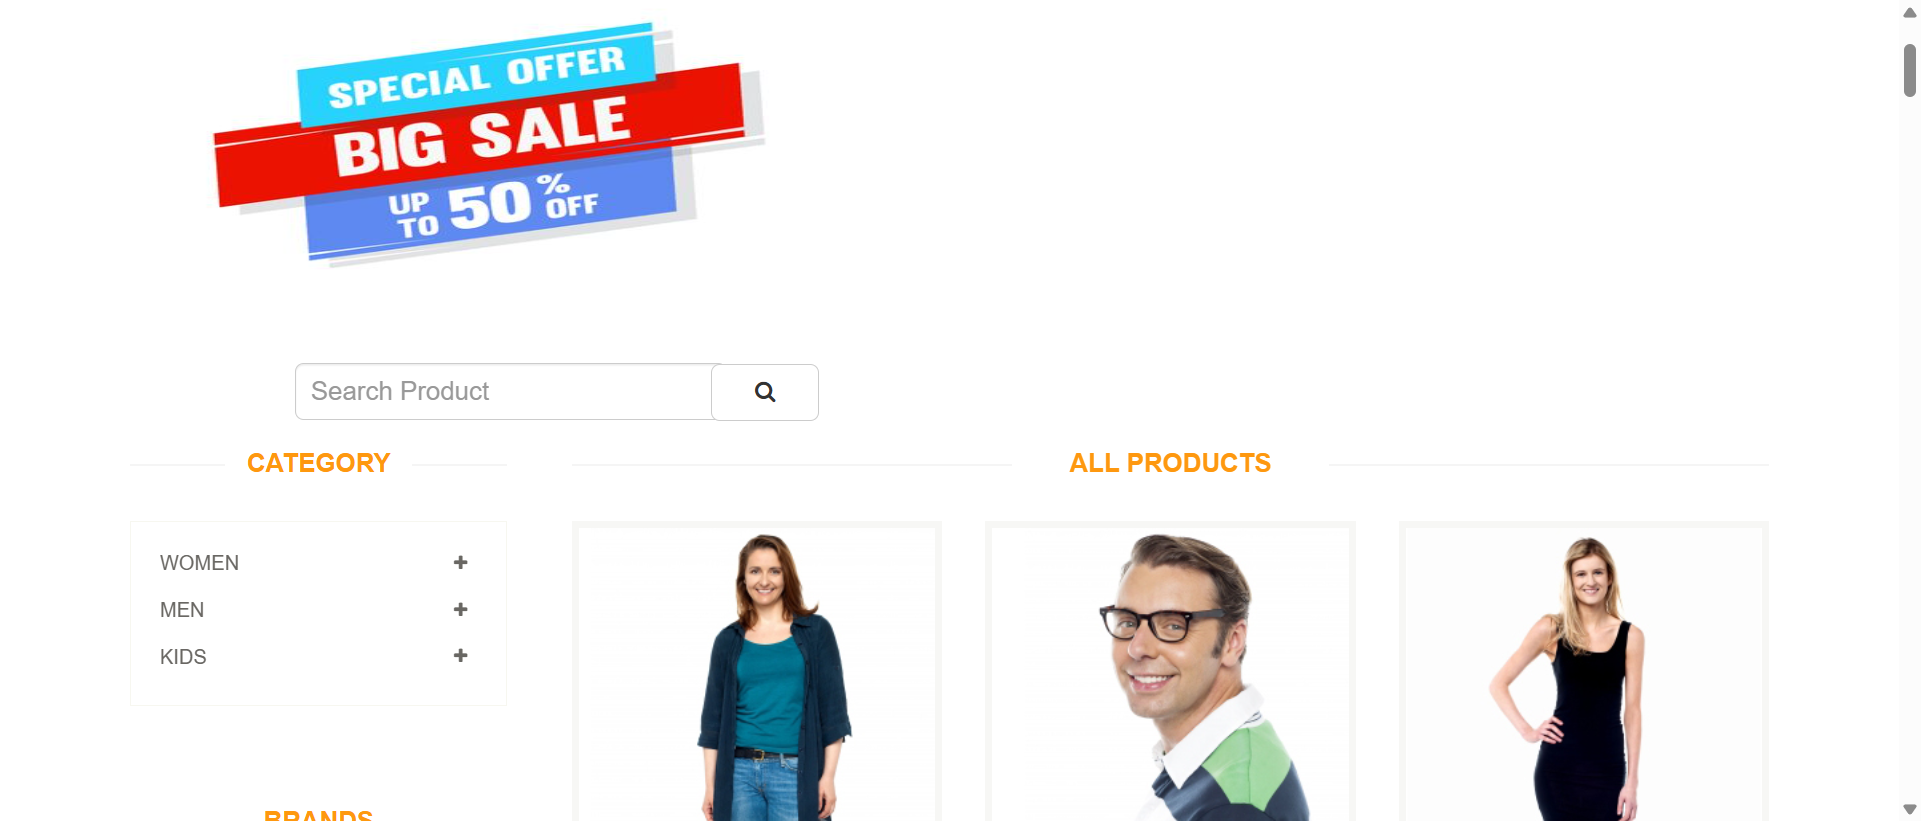 SPECIAL OFFER
BIG SALE
UP TO 50% OFF
Search Product
CATEGORY
ALL PRODUCTS
WOMEN
MEN
KIDS
BRANDS